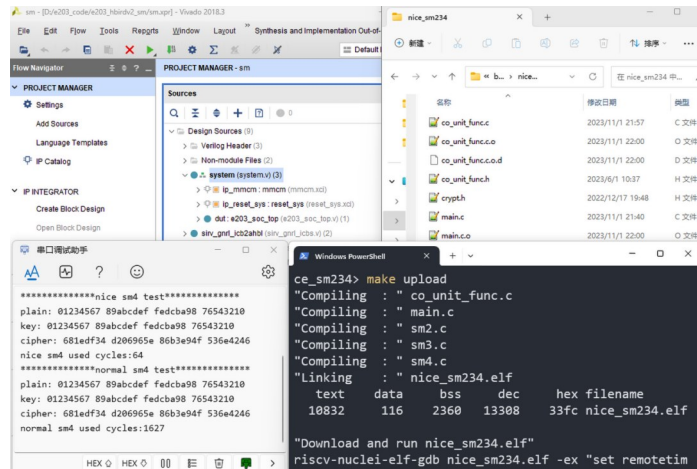 sm - [D:/e203_code/e203_hbirdv2_sm/sm.xpr] - Vivado 2018.3
File Edit Flow Tools Reports Window Layout Synthesis and Implementation Out-of-
Default
Flow Navigator
PROJECT MANAGER
Settings
Add Sources
Language Templates
IP Catalog
IP INTEGRATOR
Create Block Design
Open Block Design
PROJECT MANAGER - sm
Sources
0
Design Sources (9)
Verilog Header (3)
Non-module Files (2)
system (system.v) (3)
ip_mmcm : mmcm (mmcm.xci)
ip_reset_sys : reset_sys (reset_sys.xci)
dut : e203_soc_top (e203_soc_top.v) (1)
sirv_gnrl_icb2ahbl (sirv_gnrl_icbs.v) (2)
nice_sm234
新建
排序
« b... › nice...
在 nice_sm234 中...
名称 修改日期 类型
co_unit_func.c 2023/11/1 21:57 C 文件
co_unit_func.c.o 2023/11/1 22:00 O 文件
co_unit_func.c.o.d 2023/11/1 22:00 D 文件
co_unit_func.h 2023/6/1 10:37 H 文件
crypt.h 2022/12/17 19:48 H 文件
main.c 2023/11/1 21:40 C 文件
main.c.o 2023/11/1 22:00 O 文件
串口调试助手
**************nice sm4 test**************
plain: 01234567 89abcdef fedcba98 76543210
key: 01234567 89abcdef fedcba98 76543210
cipher: 681edf34 d206965e 86b3e94f 536e4246
nice sm4 used cycles:64
**************normal sm4 test**************
plain: 01234567 89abcdef fedcba98 76543210
key: 01234567 89abcdef fedcba98 76543210
cipher: 681edf34 d206965e 86b3e94f 536e4246
normal sm4 used cycles:1627
HEX HEX
Windows PowerShell
ce_sm234> make upload
"Compiling : " co_unit_func.c
"Compiling : " main.c
"Compiling : " sm2.c
"Compiling : " sm3.c
"Compiling : " sm4.c
"Linking : " nice_sm234.elf
text data bss dec hex filename
10832 116 2360 13308 33fc nice_sm234.elf
"Download and run nice_sm234.elf"
riscv-nuclei-elf-gdb nice_sm234.elf -ex "set remotetim